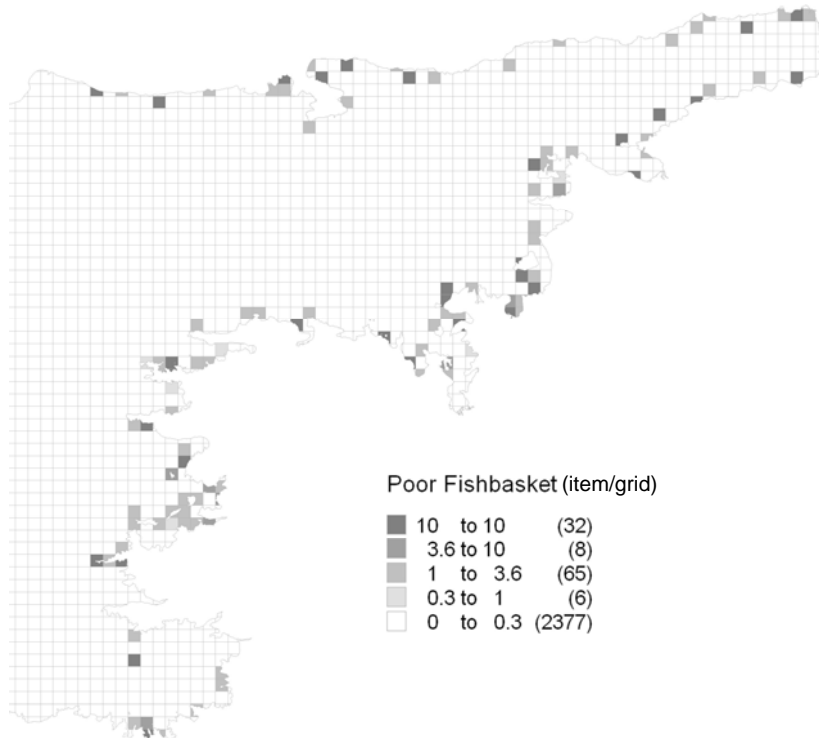 Poor Fishbasket (item/grid)
10 to 10 (32)
3.6 to 10 (8)
1 to 3.6 (65)
0.3 to 1 (6)
0 to 0.3 (2377)